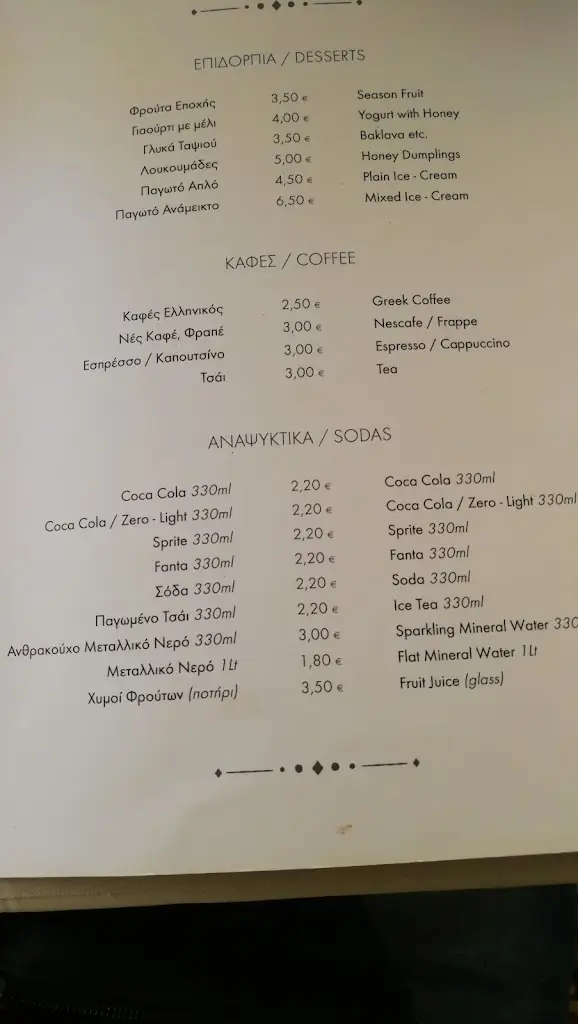 ΕΠΙΔΟΡΠΙΑ / DESSERTS
Φρούτα Εποχής 3,50 € Season Fruit
Γιαούρτι με μέλι 4,00 € Yogurt with Honey
Γλυκά Ταψιού 3,50 € Baklava etc.
Λουκουμάδες 5,00 € Honey Dumplings
Παγωτό Απλό 4,50 € Plain Ice - Cream
Παγωτό Ανάμεικτο 6,50 € Mixed Ice - Cream
ΚΑΦΕΣ / COFFEE
Καφές Ελληνικός 2,50 € Greek Coffee
Νές Καφέ, Φραπέ 3,00 € Nescafe / Frappe
Εσπρέσσο / Καπουτσίνο 3,00 € Espresso / Cappuccino
Τσάι 3,00 € Tea
ΑΝΑΨΥΚΤΙΚΑ / SODAS
Coca Cola 330ml 2,20 € Coca Cola 330ml
Coca Cola / Zero - Light 330ml 2,20 € Coca Cola / Zero - Light 330ml
Sprite 330ml 2,20 € Sprite 330ml
Fanta 330ml 2,20 € Fanta 330ml
Σόδα 330ml 2,20 € Soda 330ml
Παγωμένο Τσάι 330ml 2,20 € Ice Tea 330ml
Ανθρακούχο Μεταλλικό Νερό 330ml 3,00 € Sparkling Mineral Water 330
Μεταλλικό Νερό 1Lt 1,80 € Flat Mineral Water 1Lt
Χυμοί Φρούτων (ποτήρι) 3,50 € Fruit Juice (glass)